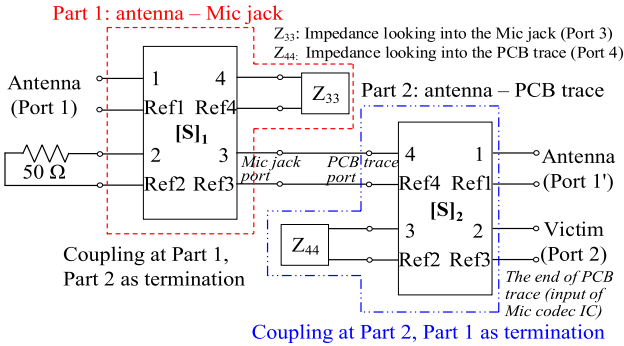 Part 1: antenna – Mic jack
Z33: Impedance looking into the Mic jack (Port 3)
Z44: Impedance looking into the PCB trace (Port 4)
Antenna
(Port 1)
1
4
Ref1
Ref4
Z33
[S]1
2
3
Ref2
Ref3
50 Ω
Mic jack
port
PCB trace
port
Part 2: antenna – PCB trace
4
1
Ref4
Ref1
[S]2
3
2
Ref2
Ref3
Z44
Antenna
(Port 1')
Victim
(Port 2)
The end of PCB
trace (input of
Mic codec IC)
Coupling at Part 1,
Part 2 as termination
Coupling at Part 2, Part 1 as termination